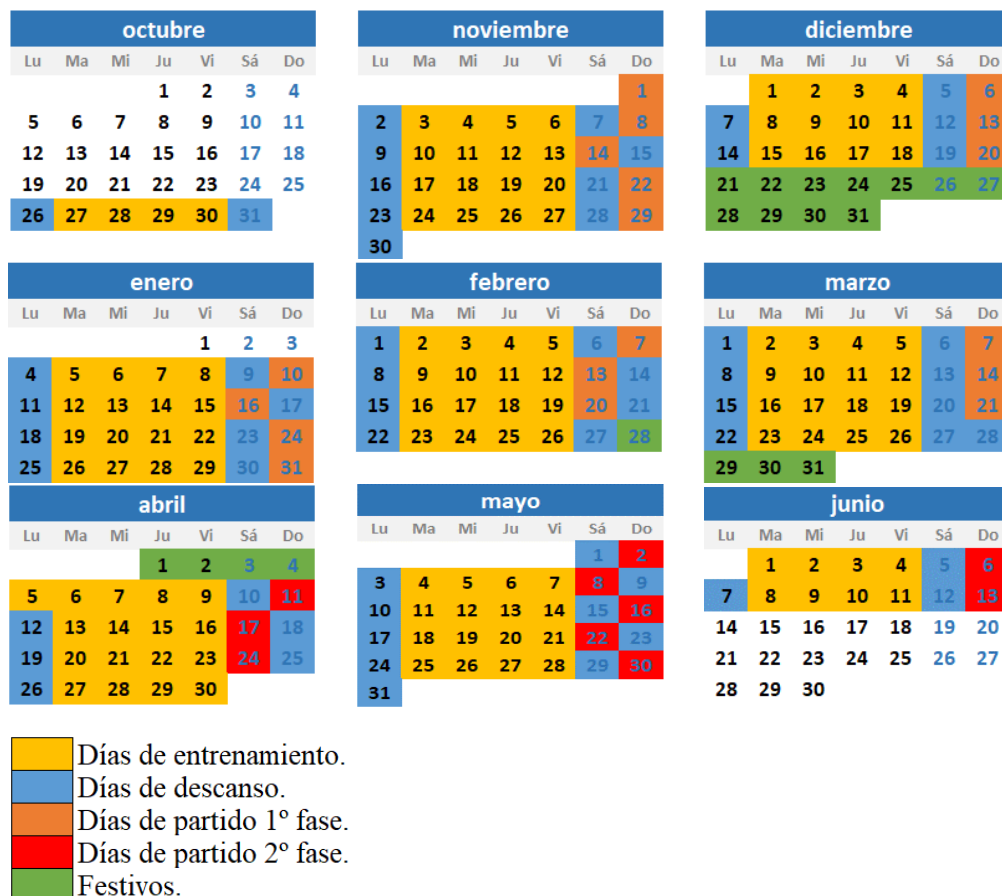 octubre
Lu Ma Mi Ju Vi Sá Do
1 2 3 4
5 6 7 8 9 10 11
12 13 14 15 16 17 18
19 20 21 22 23 24 25
26 27 28 29 30 31
noviembre
Lu Ma Mi Ju Vi Sá Do
1
2 3 4 5 6 7 8
9 10 11 12 13 14 15
16 17 18 19 20 21 22
23 24 25 26 27 28 29
30
diciembre
Lu Ma Mi Ju Vi Sá Do
1 2 3 4 5 6
7 8 9 10 11 12 13
14 15 16 17 18 19 20
21 22 23 24 25 26 27
28 29 30 31
enero
Lu Ma Mi Ju Vi Sá Do
1 2 3
4 5 6 7 8 9 10
11 12 13 14 15 16 17
18 19 20 21 22 23 24
25 26 27 28 29 30 31
febrero
Lu Ma Mi Ju Vi Sá Do
1 2 3 4 5 6 7
8 9 10 11 12 13 14
15 16 17 18 19 20 21
22 23 24 25 26 27 28
marzo
Lu Ma Mi Ju Vi Sá Do
1 2 3 4 5 6 7
8 9 10 11 12 13 14
15 16 17 18 19 20 21
22 23 24 25 26 27 28
29 30 31
abril
Lu Ma Mi Ju Vi Sá Do
1 2 3 4
5 6 7 8 9 10 11
12 13 14 15 16 17 18
19 20 21 22 23 24 25
26 27 28 29 30
mayo
Lu Ma Mi Ju Vi Sá Do
1 2
3 4 5 6 7 8 9
10 11 12 13 14 15 16
17 18 19 20 21 22 23
24 25 26 27 28 29 30
31
junio
Lu Ma Mi Ju Vi Sá Do
1 2 3 4 5 6
7 8 9 10 11 12 13
14 15 16 17 18 19 20
21 22 23 24 25 26 27
28 29 30
Días de entrenamiento.
Días de descanso.
Días de partido 1º fase.
Días de partido 2º fase.
Festivos.